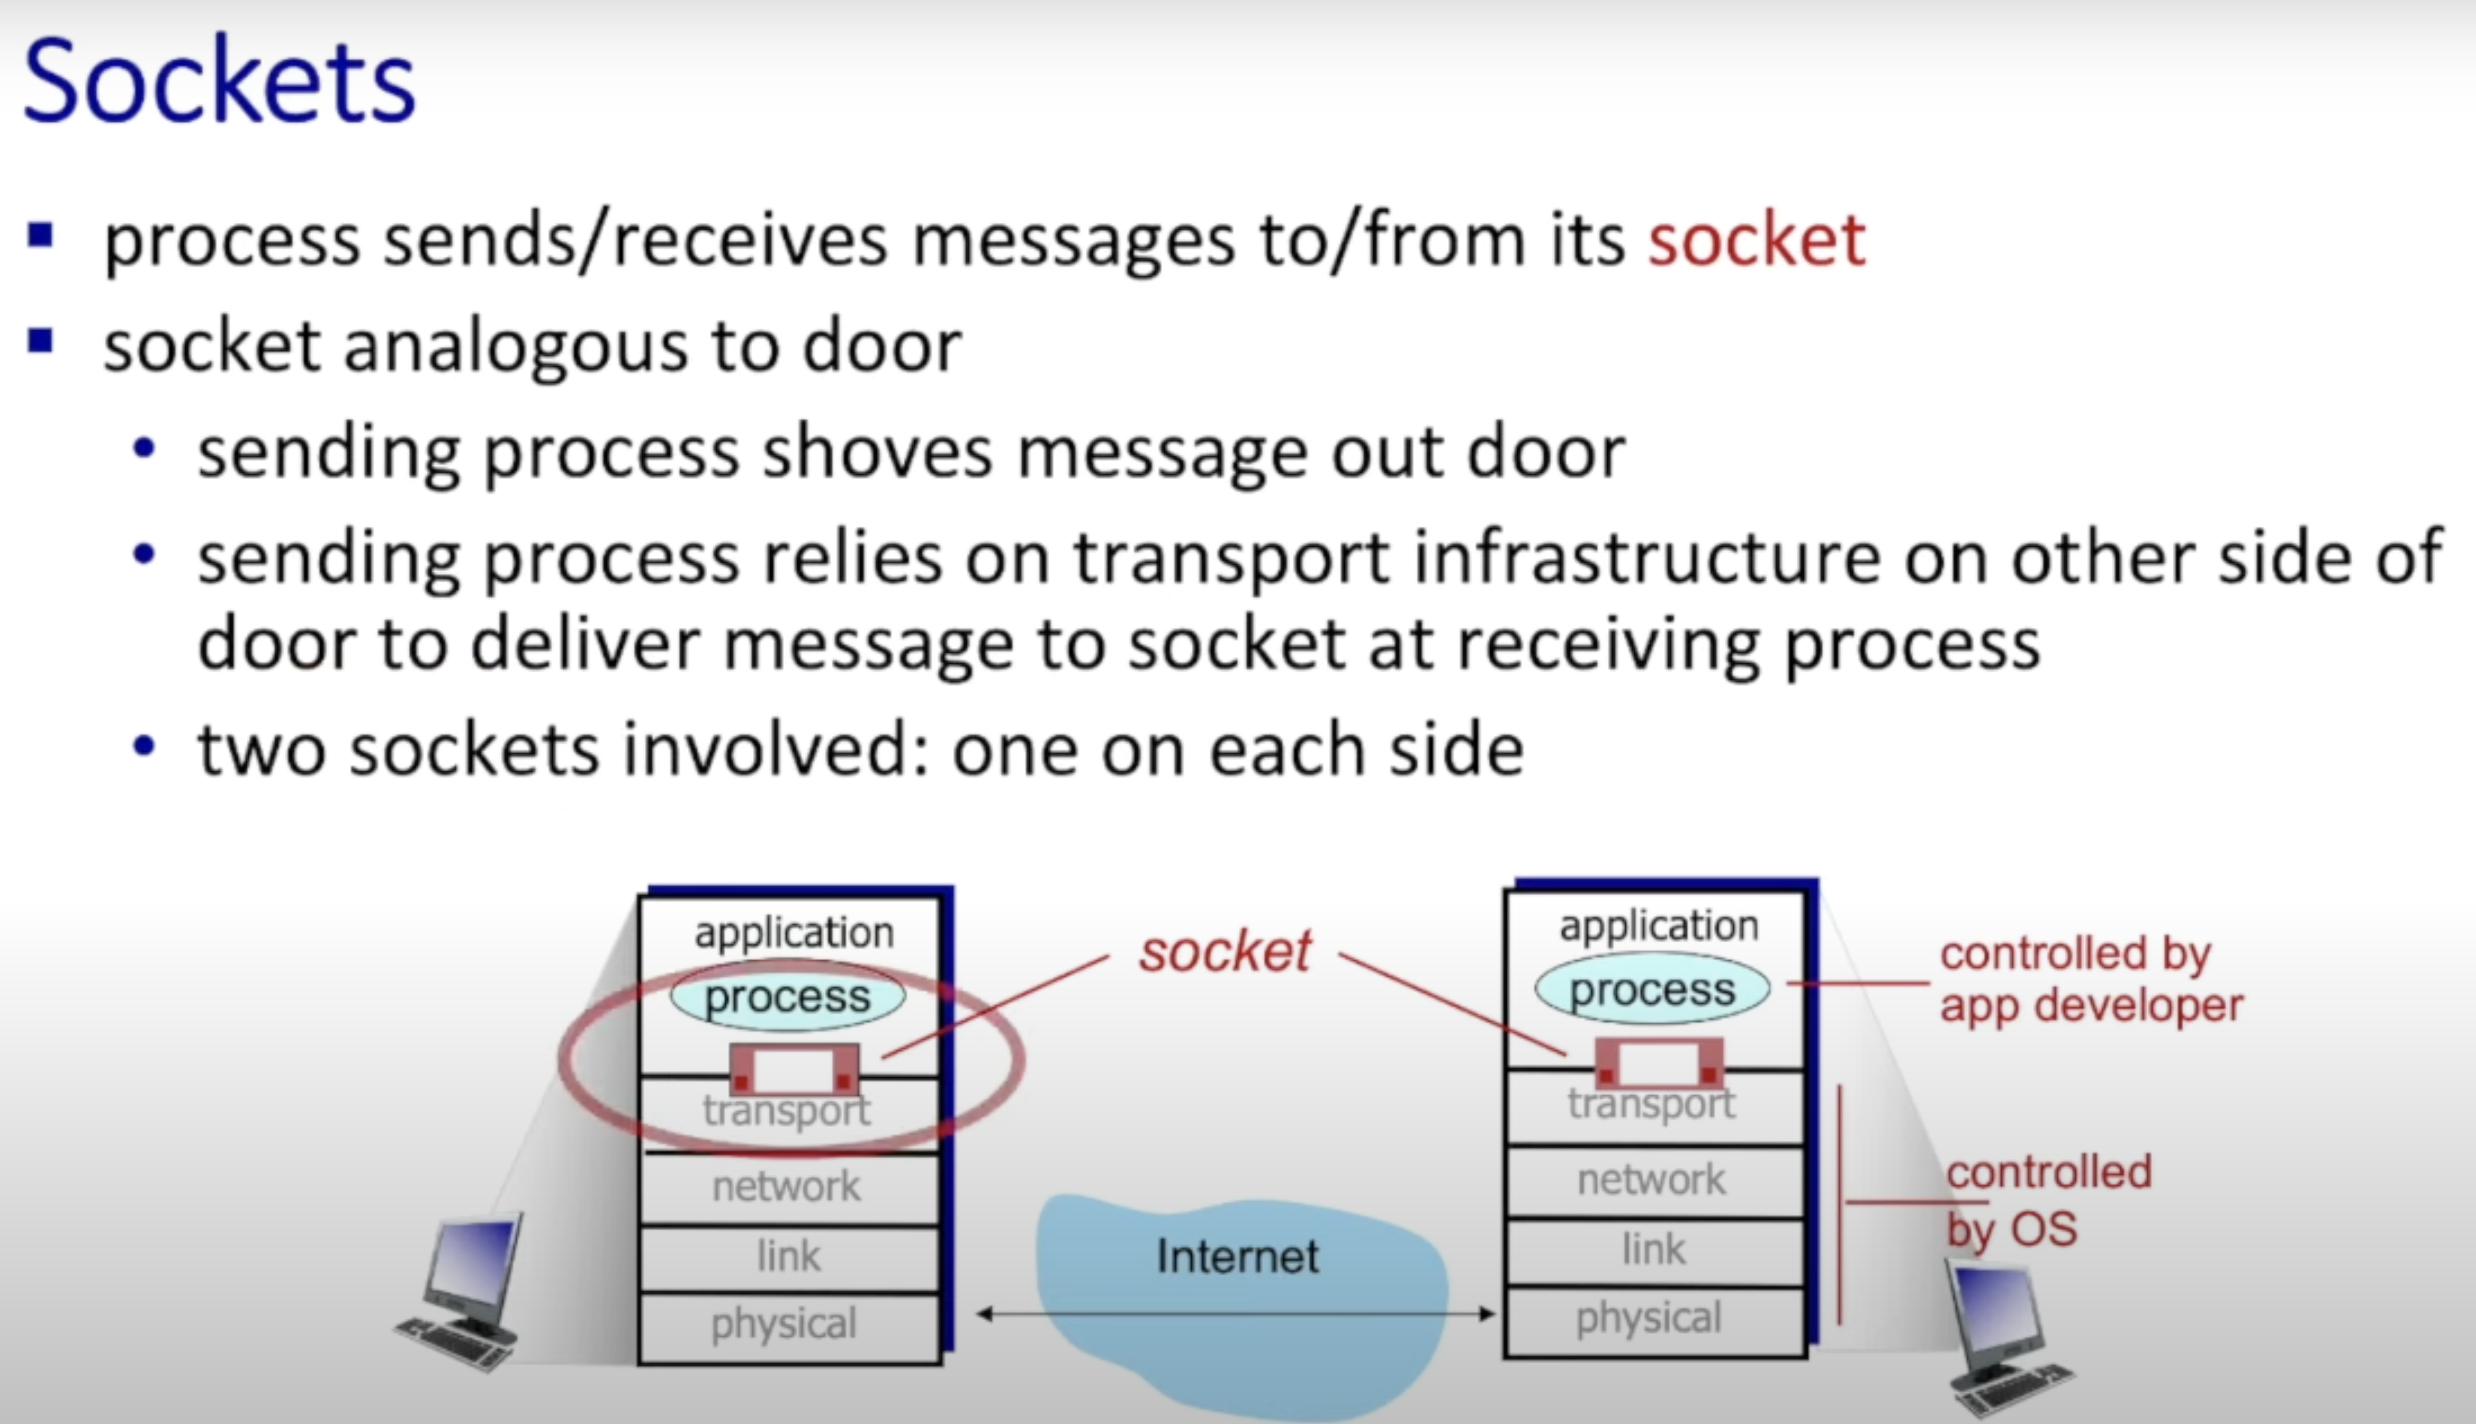 Sockets
process sends/receives messages to/from its socket
socket analogous to door
sending process shoves message out door
sending process relies on transport infrastructure on other side of
door to deliver message to socket at receiving process
two sockets involved: one on each side
application
process
transport
network
link
physical
socket
Internet
application
process
transport
network
link
physical
controlled by
app developer
controlled
by OS